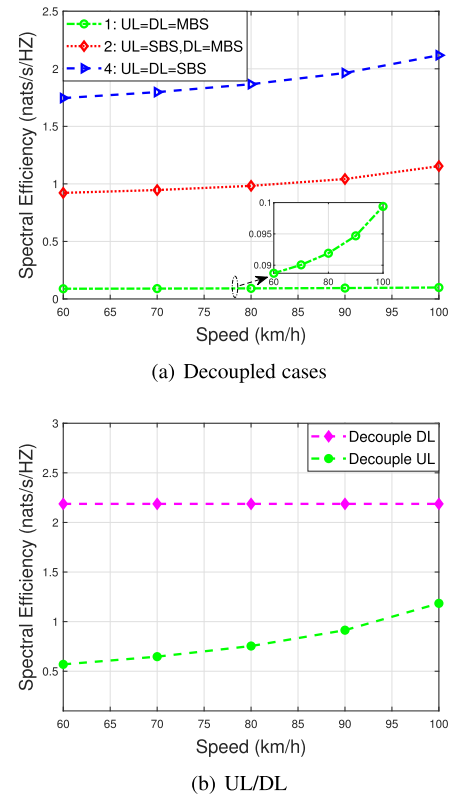 2.5
1: UL=DL=MBS
2: UL=SBS,DL=MBS
4: UL=DL=SBS
2
1.5
1
0.5
0
Spectral Efficiency (nats/s/HZ)
0.1
0.095
0.09
60 80 100
60 65 70 75 80 85 90 95 100
Speed (km/h)
(a) Decoupled cases
3
Decouple DL
Decouple UL
2.5
2
1.5
1
0.5
Spectral Efficiency (nats/s/HZ)
60 65 70 75 80 85 90 95 100
Speed (km/h)
(b) UL/DL